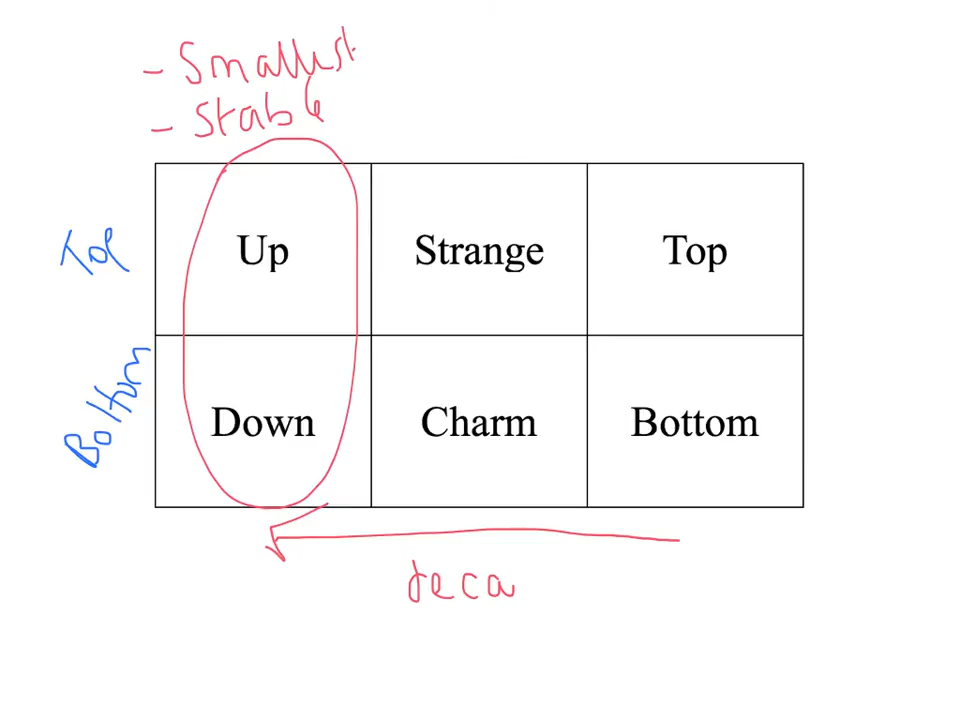 - Smallest
- Stable
Top
Up Strange Top
Bottom
Down Charm Bottom
deca